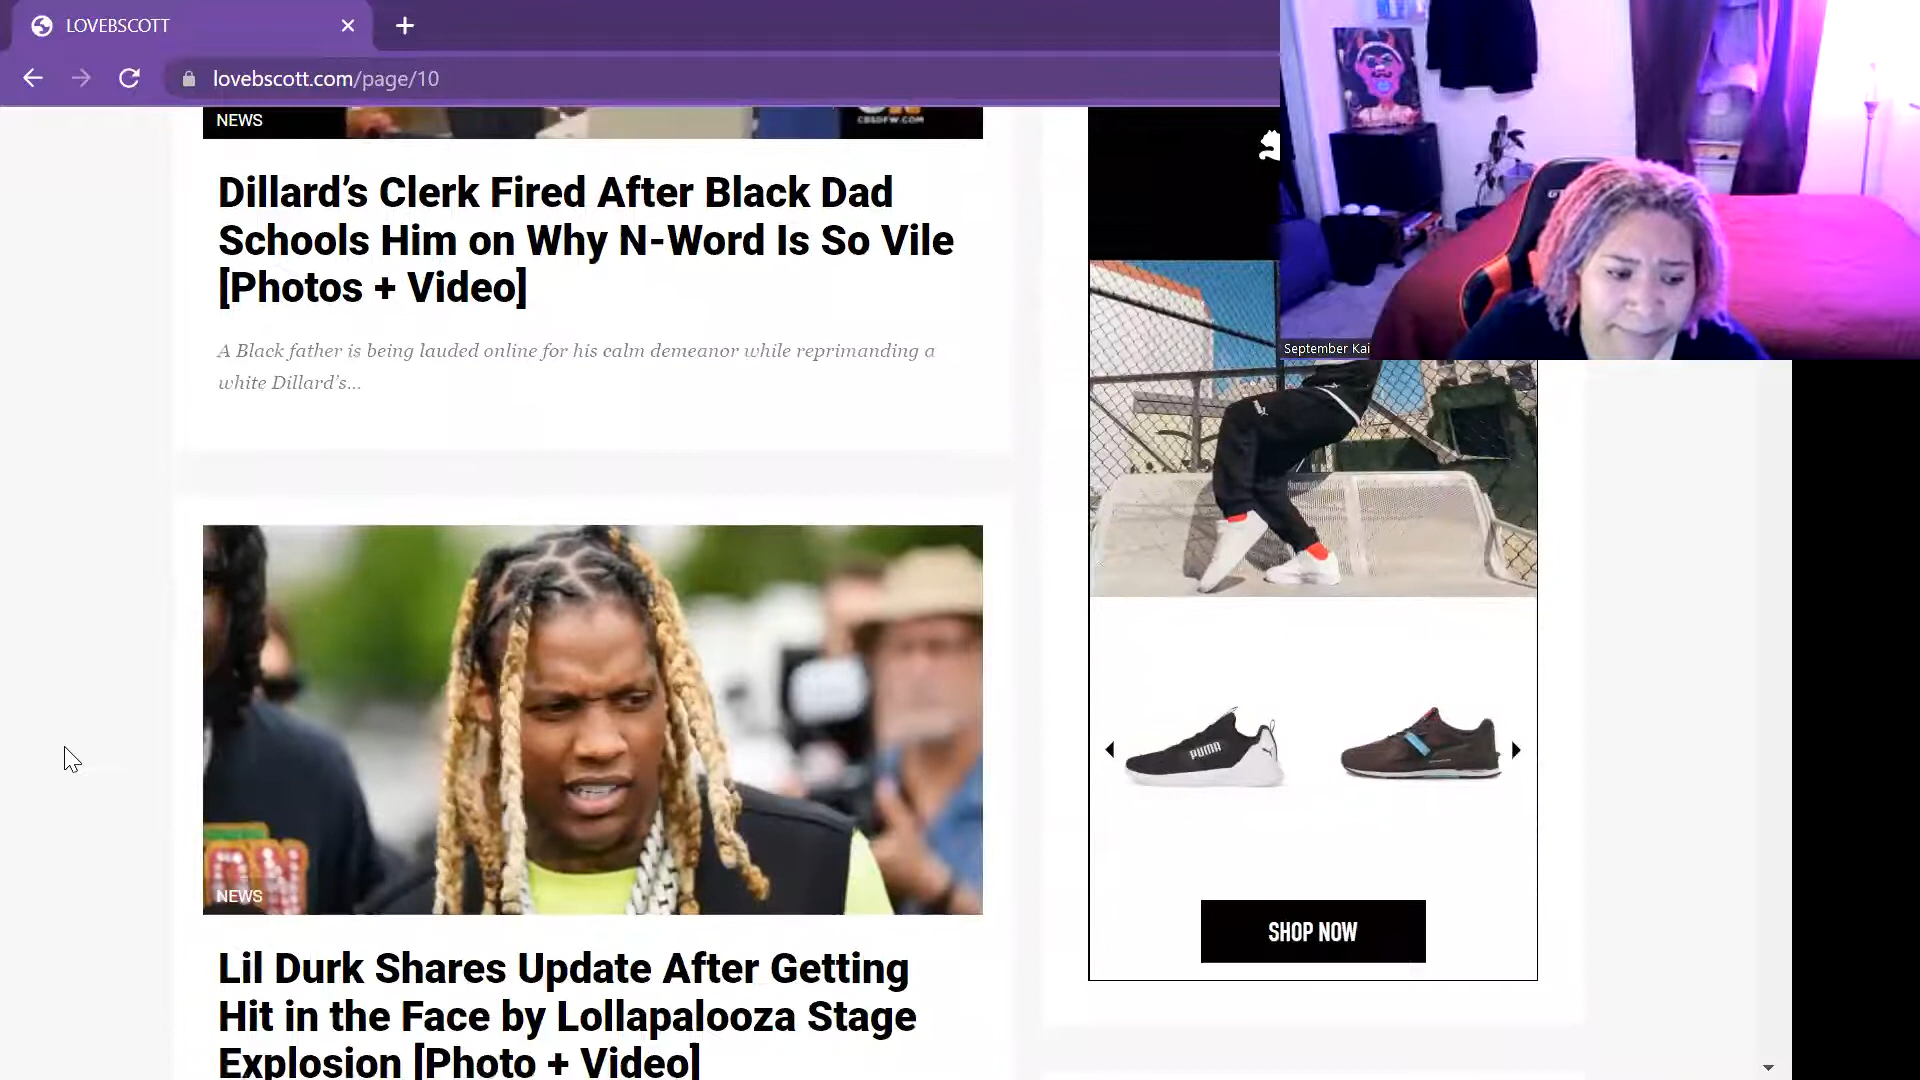 LOVEBSCOTT
lovebscott.com/page/10
NEWS
CBSDFW.COM
Dillard’s Clerk Fired After Black Dad
Schools Him on Why N-Word Is So Vile
[Photos + Video]
A Black father is being lauded online for his calm demeanor while reprimanding a
white Dillard’s...
September Kai
PUMA
NEWS
SHOP NOW
Lil Durk Shares Update After Getting
Hit in the Face by Lollapalooza Stage
Explosion [Photo + Video]